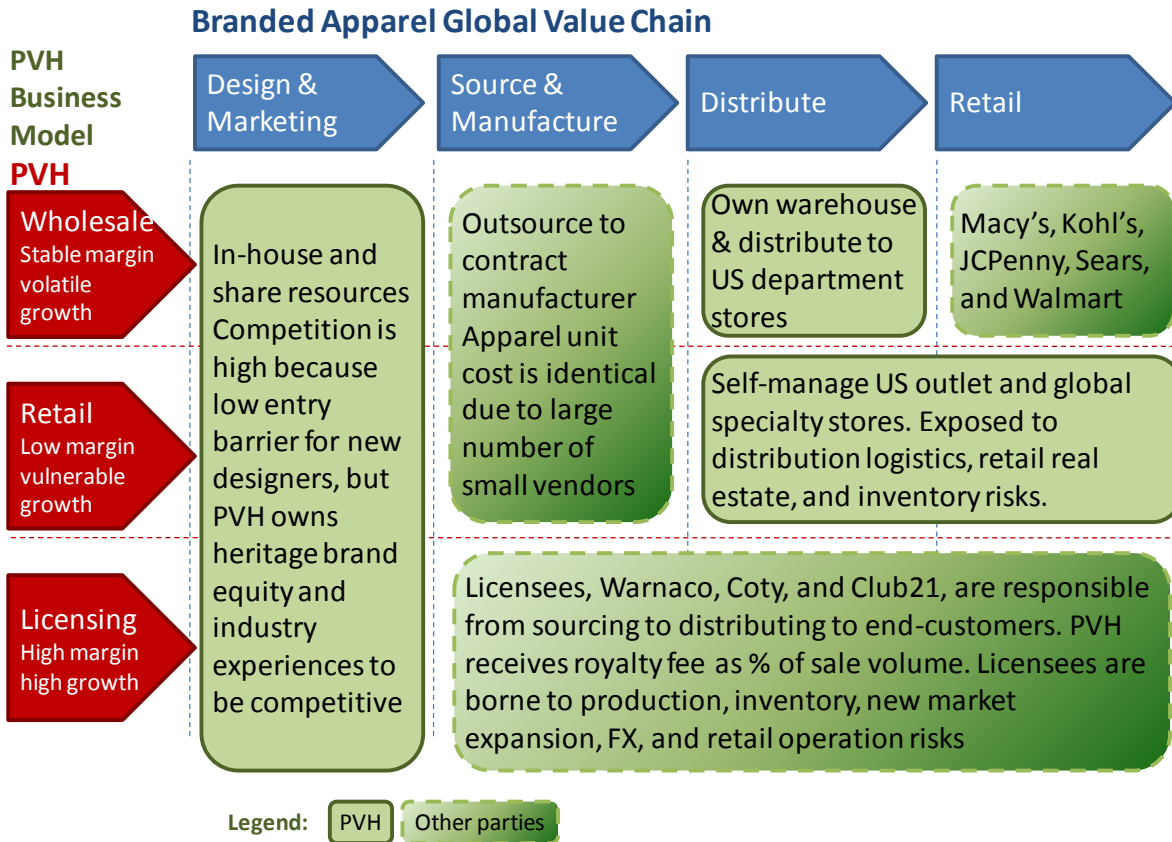 Branded Apparel Global Value Chain
PVH
Business
Model
PVH
Design &
Marketing
Source &
Manufacture
Distribute
Retail
Wholesale
Stable margin
volatile
growth
Retail
Low margin
vulnerable
growth
Licensing
High margin
high growth
In-house and
share resources
Competition is
high because
low entry
barrier for new
designers, but
PVH owns
heritage brand
equity and
industry
experiences to
be competitive
Outsource to
contract
manufacturer
Apparel unit
cost is identical
due to large
number of
small vendors
Own warehouse
& distribute to
US department
stores
Macy's, Kohl's,
JCPenny, Sears,
and Walmart
Self-manage US outlet and global
specialty stores. Exposed to
distribution logistics, retail real
estate, and inventory risks.
Licensees, Warnaco, Coty, and Club21, are responsible
from sourcing to distributing to end-customers. PVH
receives royalty fee as % of sale volume. Licensees are
borne to production, inventory, new market
expansion, FX, and retail operation risks
Legend:
PVH
Other parties